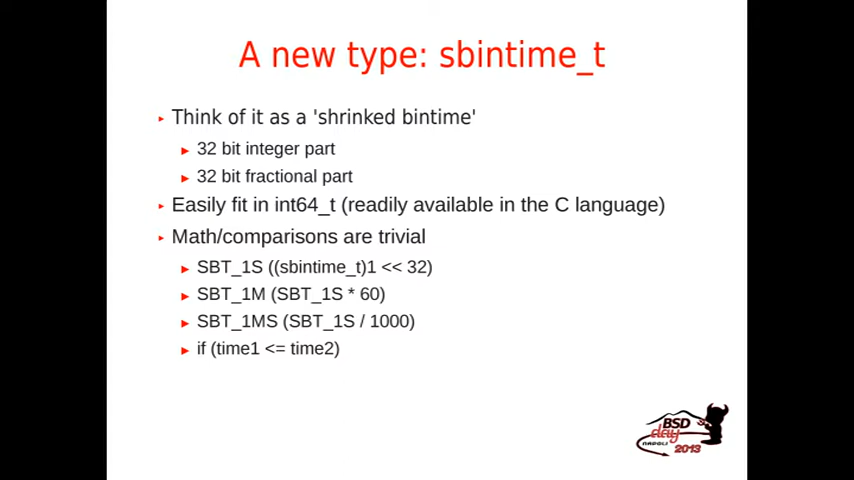 A new type: sbintime_t
Think of it as a 'shrinked bintime'
32 bit integer part
32 bit fractional part
Easily fit in int64_t (readily available in the C language)
Math/comparisons are trivial
SBT_1S ((sbintime_t)1 << 32)
SBT_1M (SBT_1S * 60)
SBT_1MS (SBT_1S / 1000)
if (time1 <= time2)
BSD
day
NAPOLI
2013